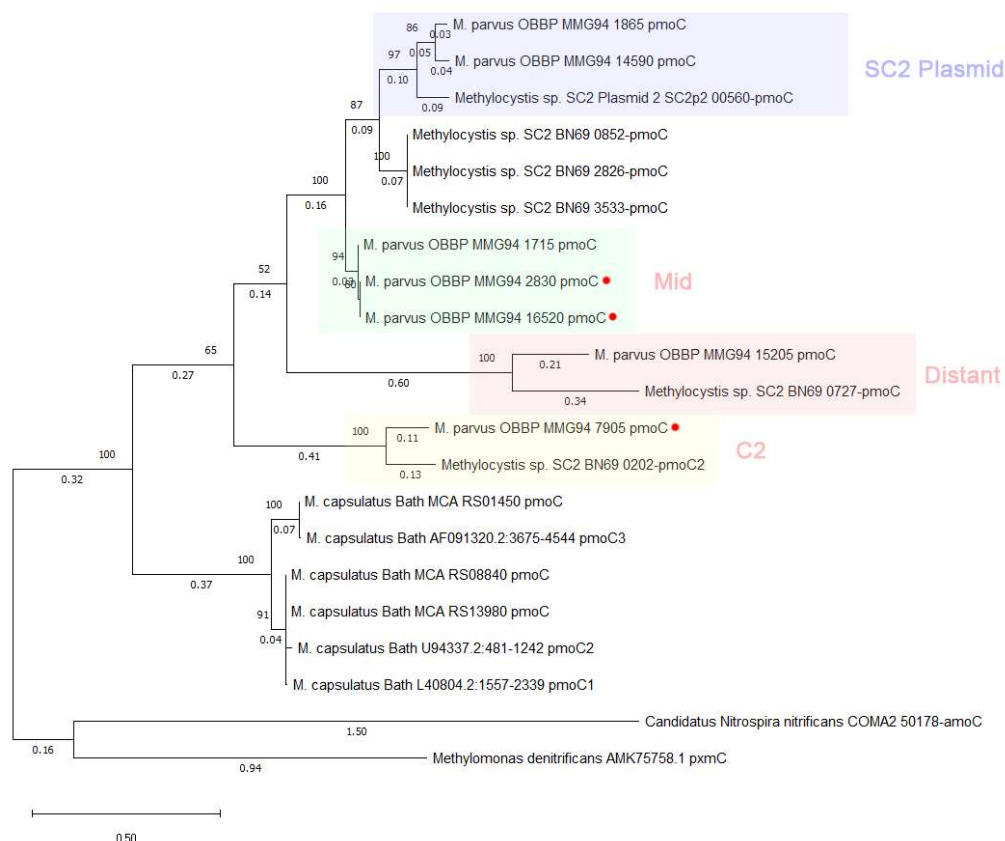 M. parvus OBBP MMG94 1865 pmoC
86
0.03
0.05
M. parvus OBBP MMG94 14590 pmoC
97
0.04
SC2 Plasmid
0.10
Methylocystis sp. SC2 Plasmid 2 SC2p2 00560-pmoC
0.09
87
0.09
Methylocystis sp. SC2 BN69 0852-pmoC
100
Methylocystis sp. SC2 BN69 2826-pmoC
0.07
100
0.16
Methylocystis sp. SC2 BN69 3533-pmoC
M. parvus OBBP MMG94 1715 pmoC
94
0.03
80
M. parvus OBBP MMG94 2830 pmoC
Mid
52
0.14
M. parvus OBBP MMG94 16520 pmoC
M. parvus OBBP MMG94 15205 pmoC
100
0.21
Distant
65
0.60
0.27
Methylocystis sp. SC2 BN69 0727-pmoC
0.34
M. parvus OBBP MMG94 7905 pmoC
100
0.11
C2
0.41
Methylocystis sp. SC2 BN69 0202-pmoC2
0.13
100
0.32
M. capsulatus Bath MCA RS01450 pmoC
100
0.07
M. capsulatus Bath AF091320.2:3675-4544 pmoC3
100
0.37
M. capsulatus Bath MCA RS08840 pmoC
M. capsulatus Bath MCA RS13980 pmoC
91
0.04
M. capsulatus Bath U94337.2:481-1242 pmoC2
M. capsulatus Bath L40804.2:1557-2339 pmoC1
Candidatus Nitrospira nitrificans COMA2 50178-amoC
1.50
0.16
Methylomonas denitrificans AMK75758.1 pxmC
0.94
0.50